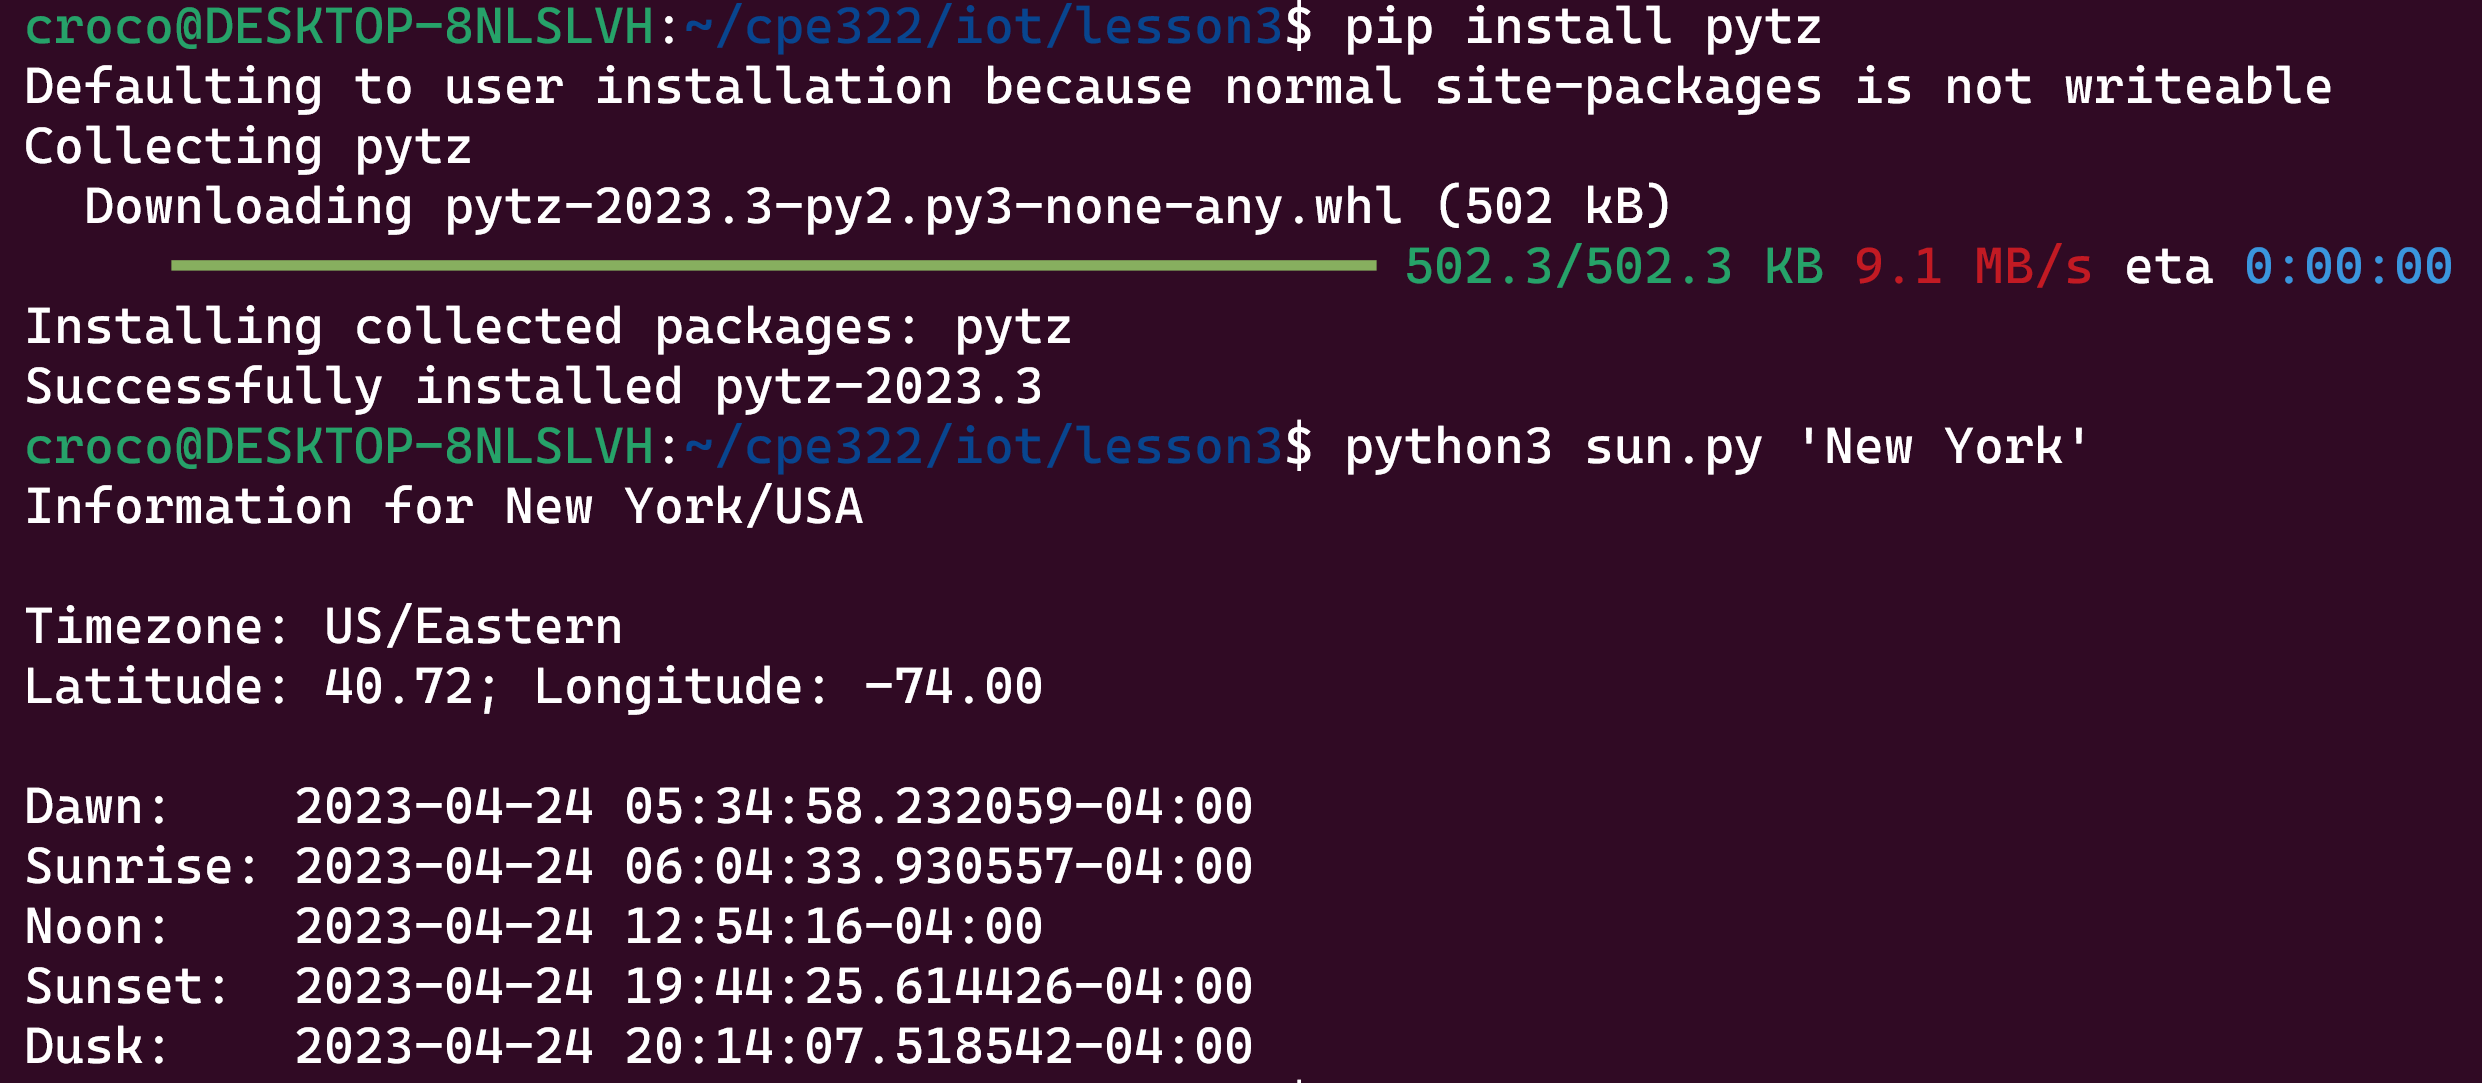 croco@DESKTOP-8NLSLVH:~/cpe322/iot/lesson3$ pip install pytz
Defaulting to user installation because normal site-packages is not writeable
Collecting pytz
  Downloading pytz-2023.3-py2.py3-none-any.whl (502 kB)
502.3/502.3 KB 9.1 MB/s eta 0:00:00
Installing collected packages: pytz
Successfully installed pytz-2023.3
croco@DESKTOP-8NLSLVH:~/cpe322/iot/lesson3$ python3 sun.py 'New York'
Information for New York/USA

Timezone: US/Eastern
Latitude: 40.72; Longitude: -74.00

Dawn:    2023-04-24 05:34:58.232059-04:00
Sunrise: 2023-04-24 06:04:33.930557-04:00
Noon:    2023-04-24 12:54:16-04:00
Sunset:  2023-04-24 19:44:25.614426-04:00
Dusk:    2023-04-24 20:14:07.518542-04:00